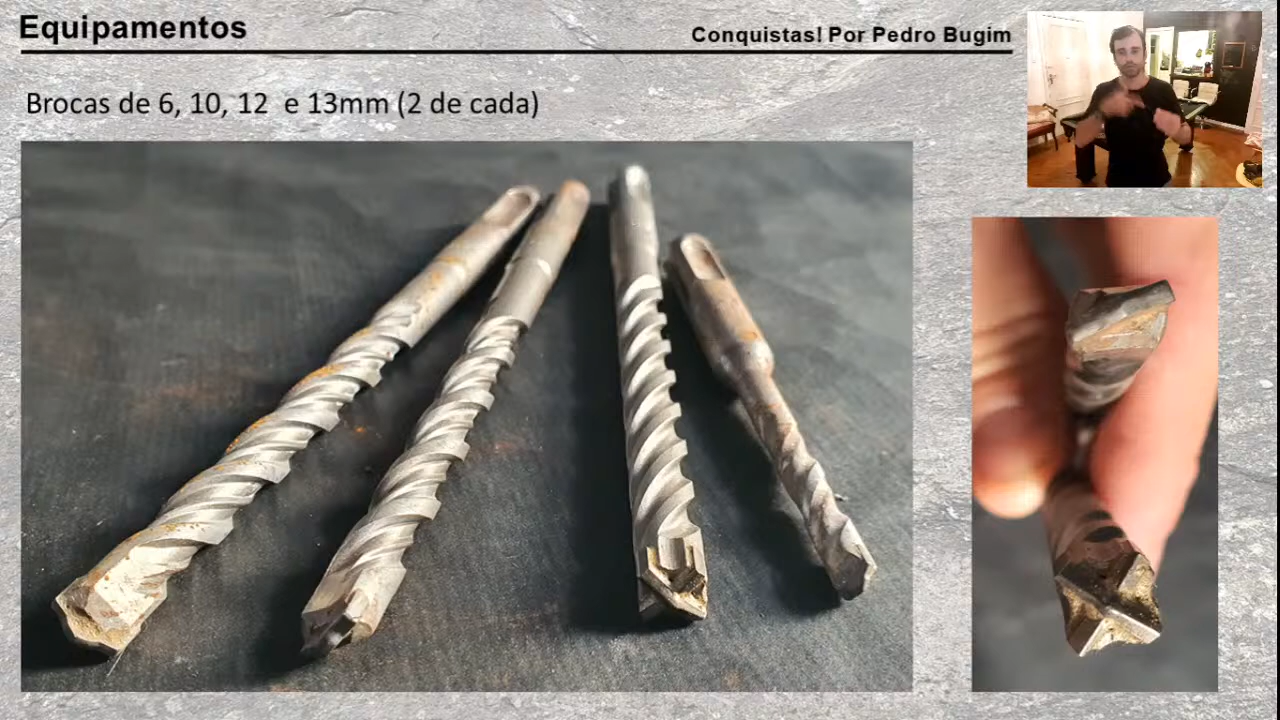 Equipamentos
Conquistas! Por Pedro Bugim
Brocas de 6, 10, 12 e 13mm (2 de cada)